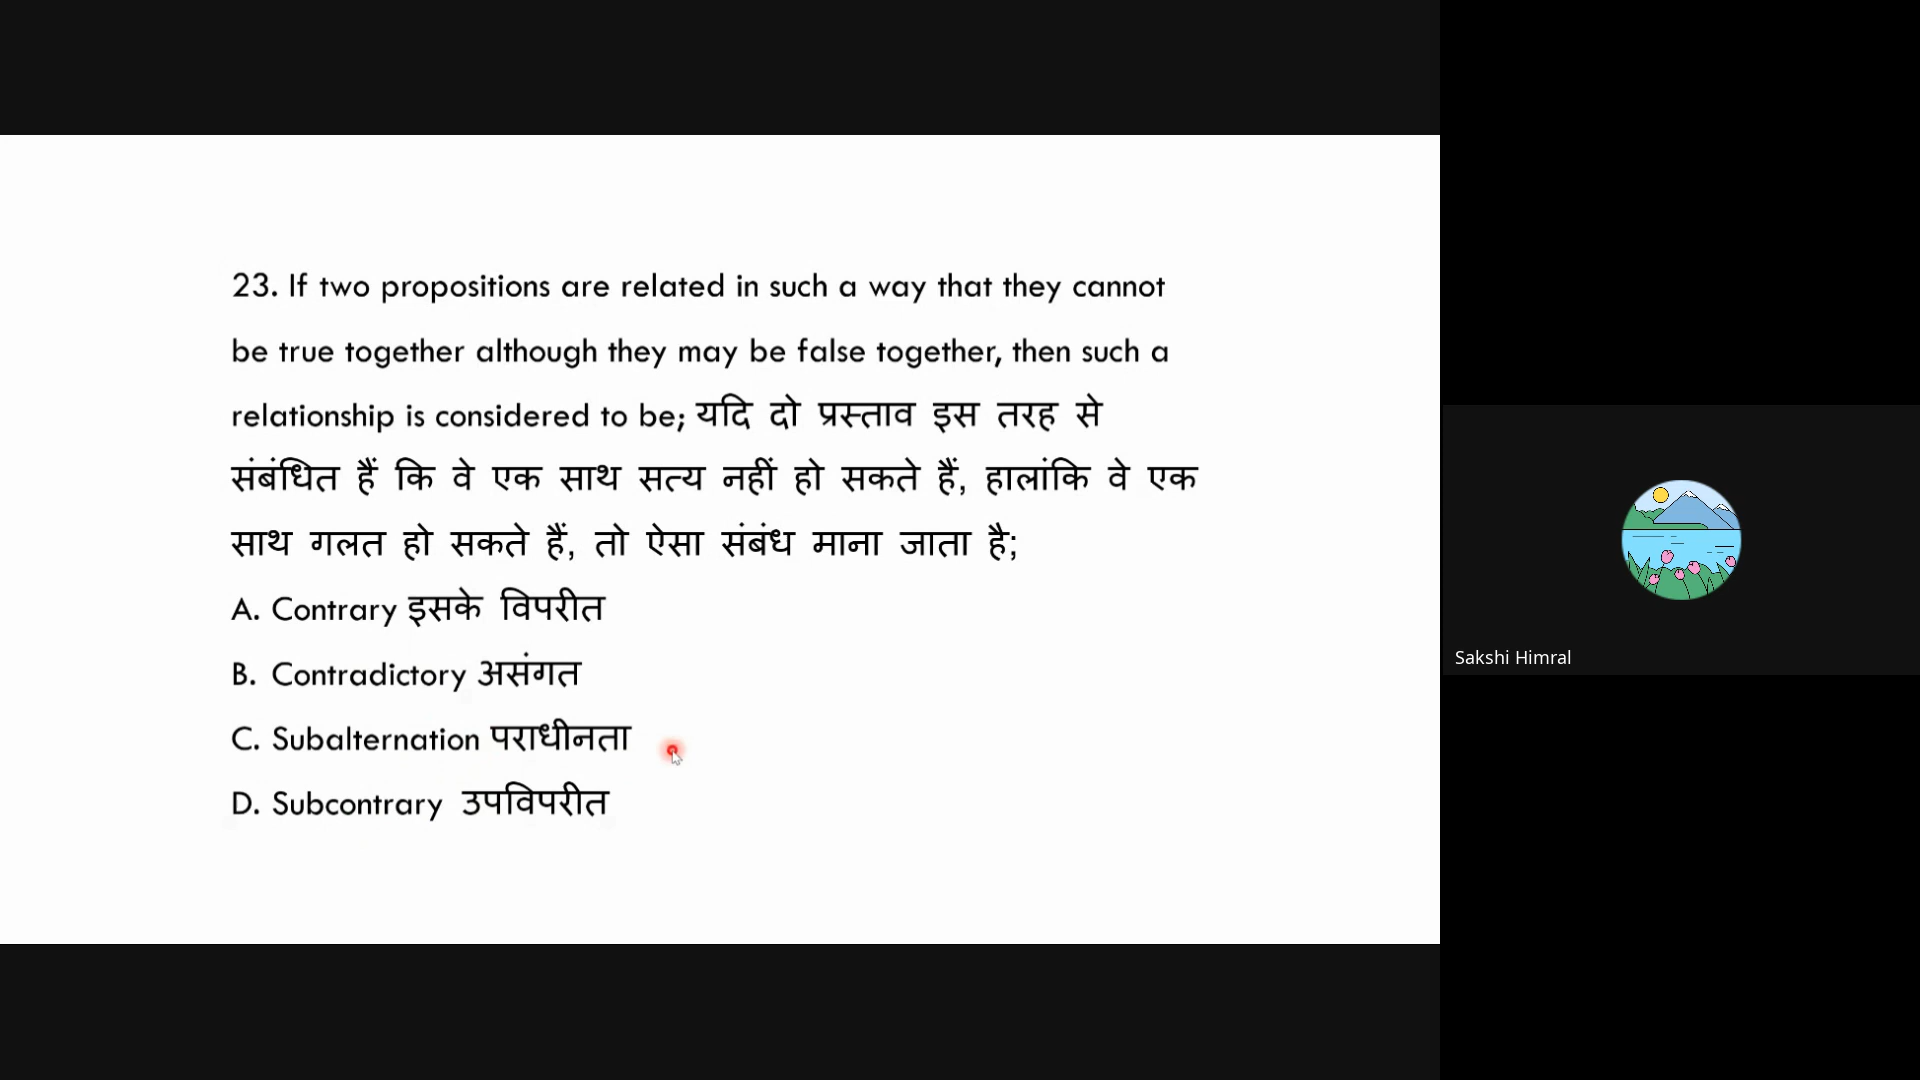 23. If two propositions are related in such a way that they cannot
be true together although they may be false together, then such a
relationship is considered to be; यदि दो प्रस्ताव इस तरह से
संबंधित हैं कि वे एक साथ सत्य नहीं हो सकते हैं, हालांकि वे एक
साथ गलत हो सकते हैं, तो ऐसा संबंध माना जाता है;
A. Contrary इसके विपरीत
B. Contradictory असंगत
C. Subalternation पराधीनता
D. Subcontrary उपविपरीत
Sakshi Himral